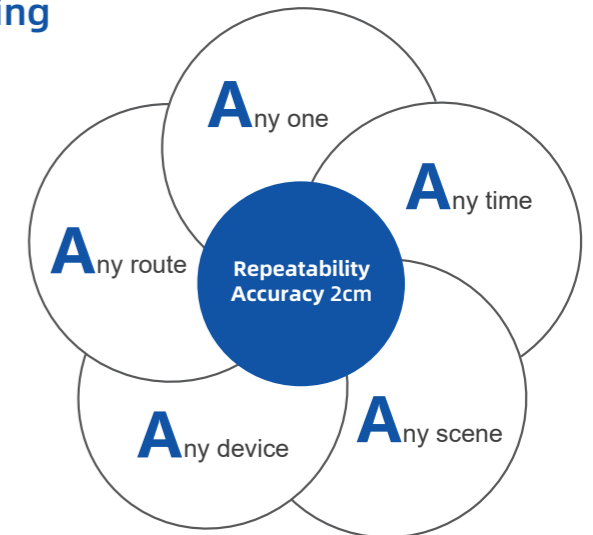 ing
Any one
Any time
Any route
Repeatability
Accuracy 2cm
Any device
Any scene